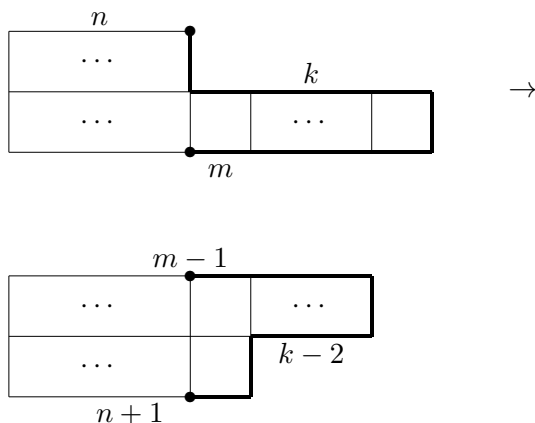 n
⋯ k
⋯ ⋯ →
m
m − 1
⋯ ⋯
⋯ k − 2
n + 1